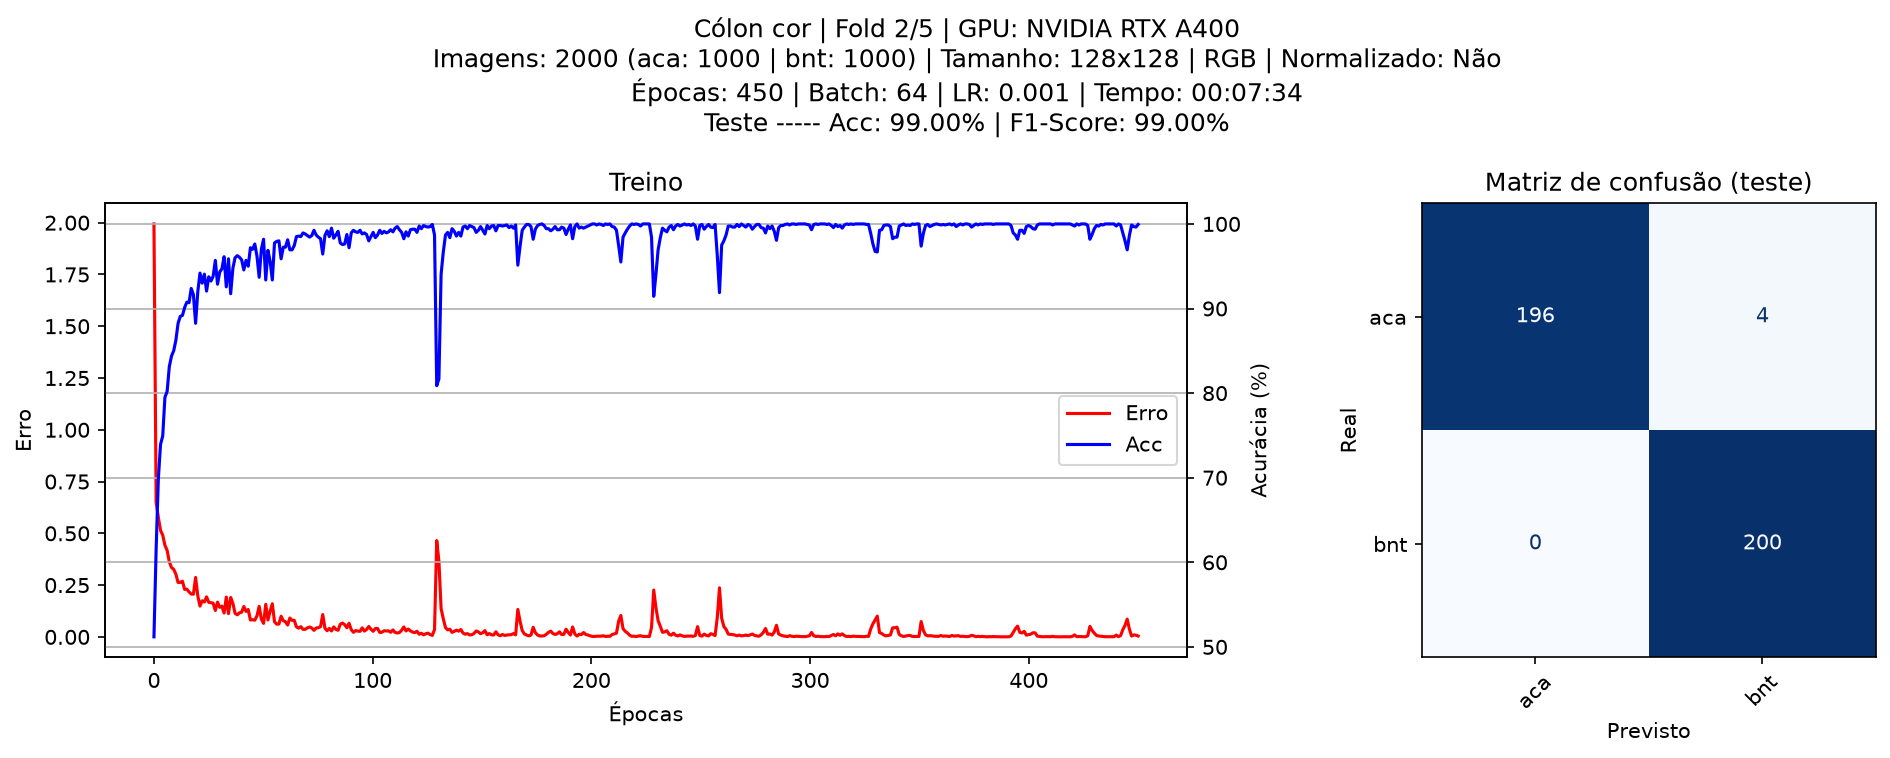 Cólon cor | Fold 2/5 | GPU: NVIDIA RTX A400
Imagens: 2000 (aca: 1000 | bnt: 1000) | Tamanho: 128x128 | RGB | Normalizado: Não
Épocas: 450 | Batch: 64 | LR: 0.001 | Tempo: 00:07:34
Teste ----- Acc: 99.00% | F1-Score: 99.00%
Treino
2.00
1.75
1.50
1.25
1.00
0.75
0.50
0.25
0.00
Erro
0
100
200
300
400
Épocas
100
90
80
70
60
50
Acurácia (%)
Erro
Acc
Matriz de confusão (teste)
Real
aca
196
4
bnt
0
200
aca
bnt
Previsto